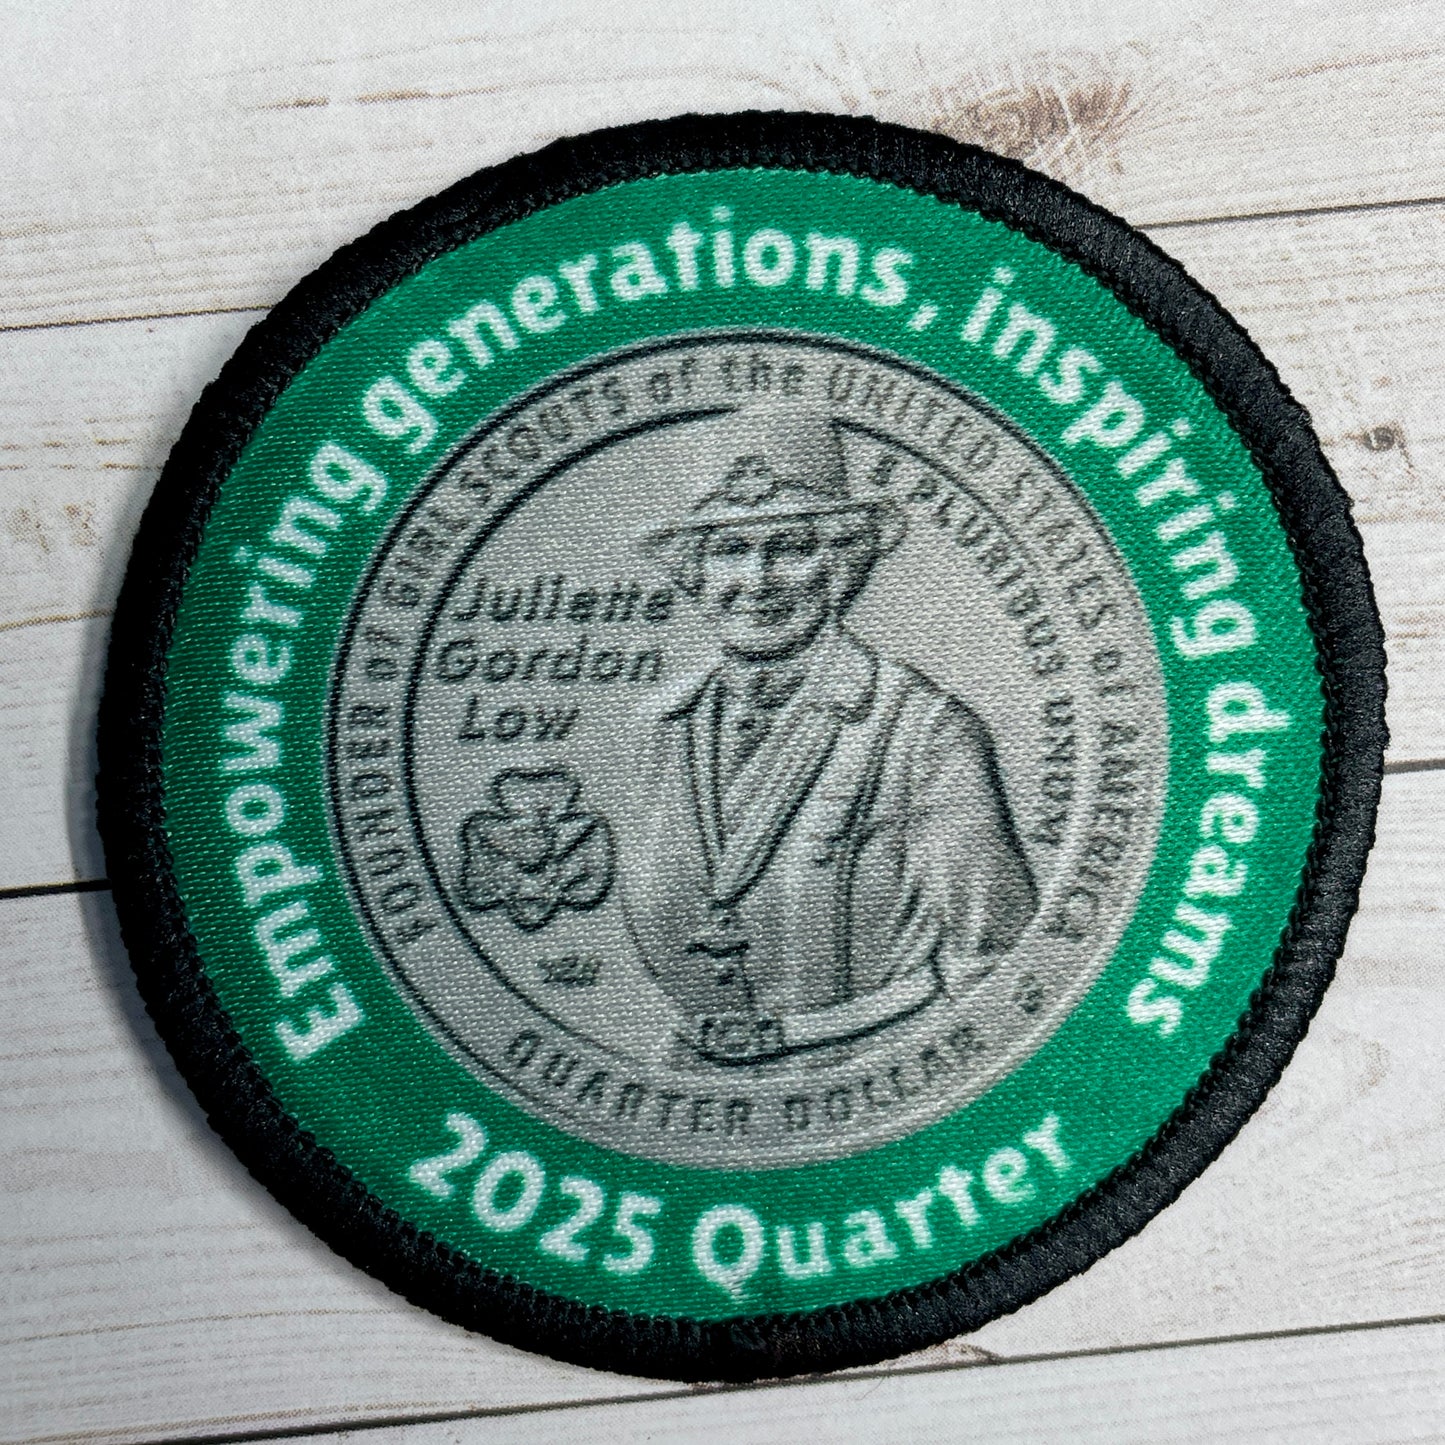 Empowering generations, inspiring dreams
FOUNDER OF GIRL SCOUTS of the UNITED STATES of AMERICA
E PLURIBUS UNUM
Juliette
Gordon
Low
QUARTER DOLLAR
2025 Quarter